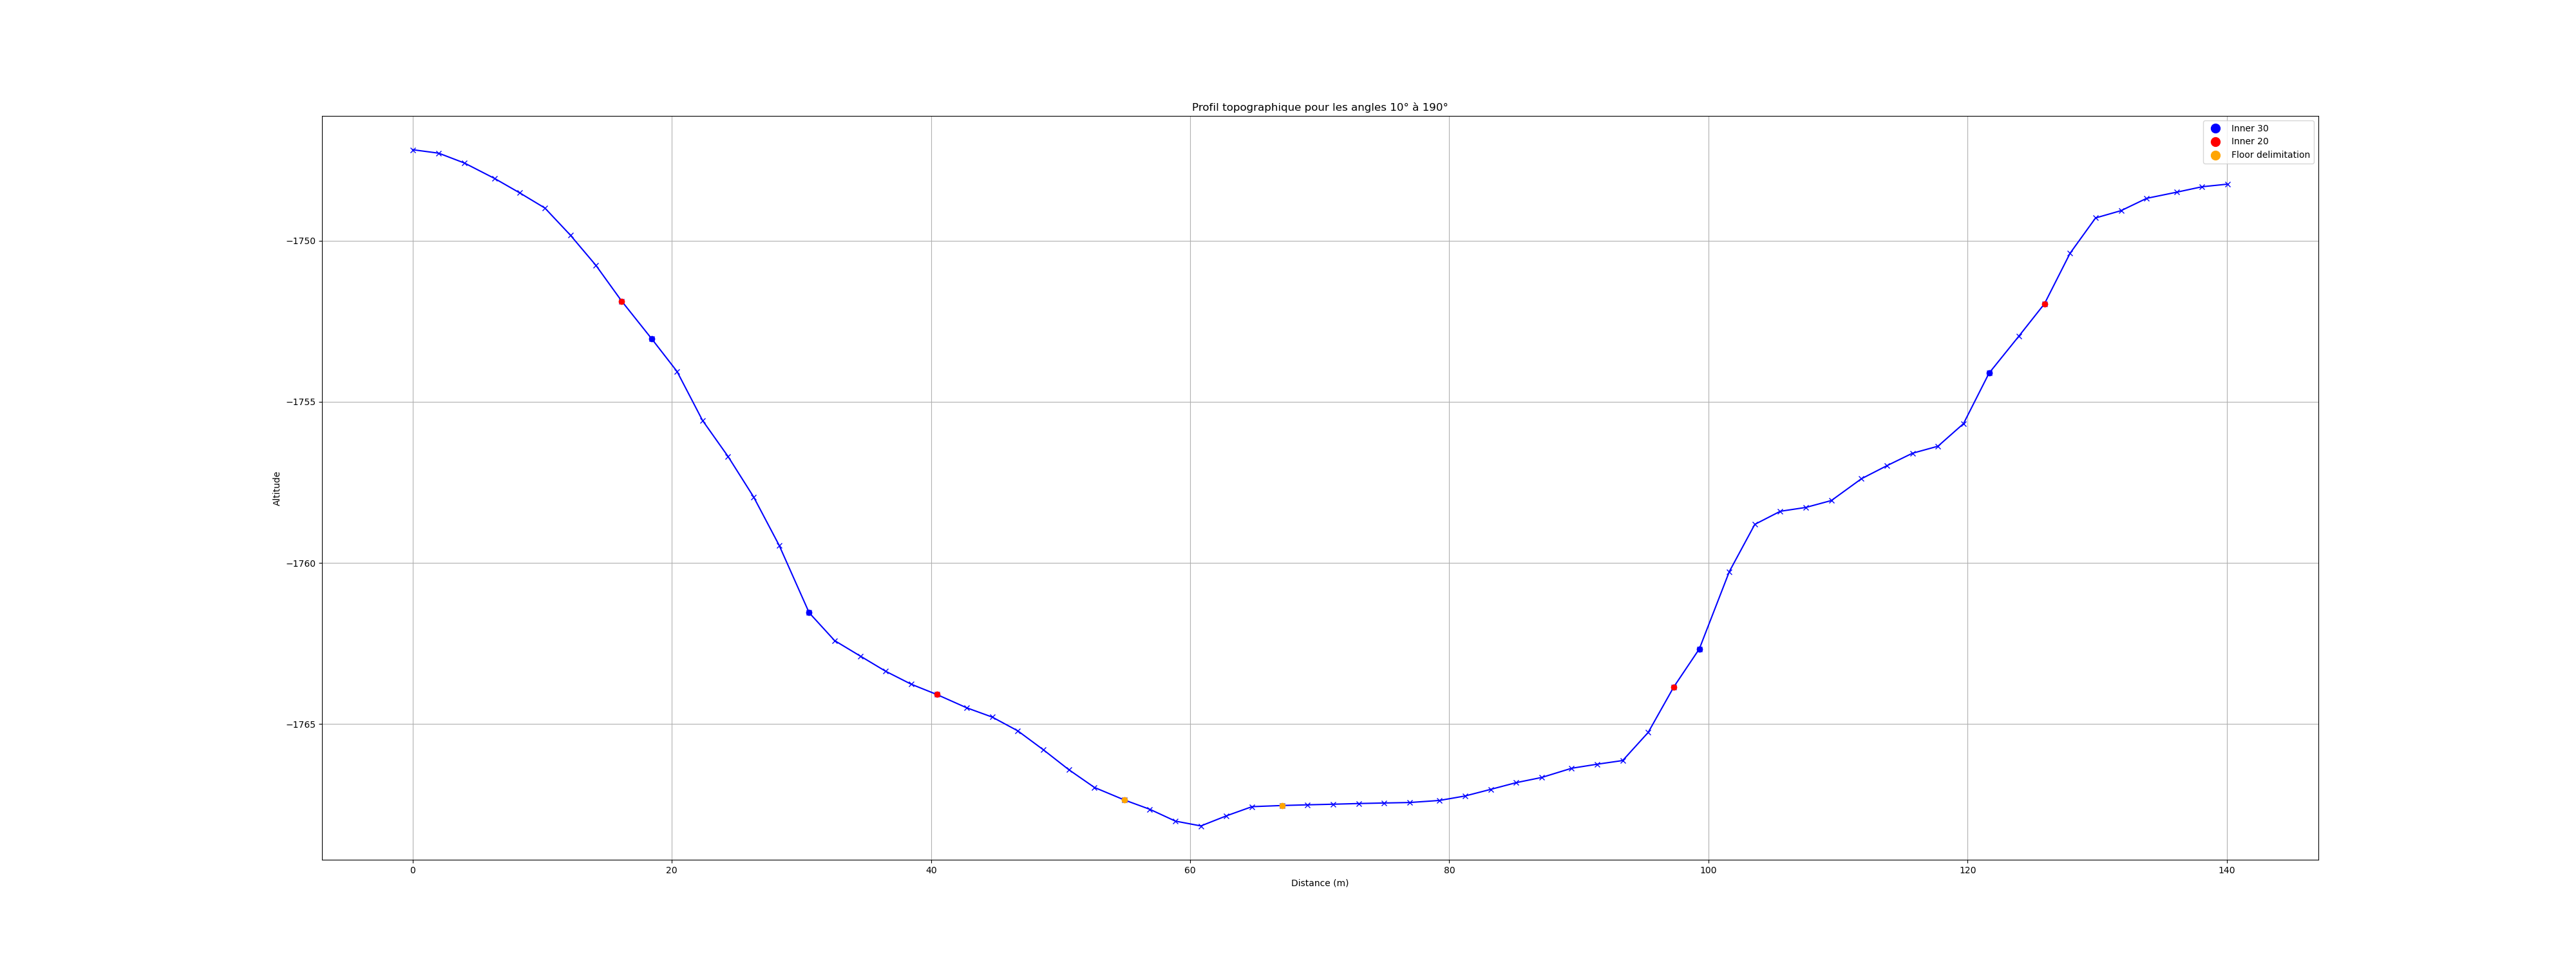 Profil topographique pour les angles 10° à 190°
Inner 30
Inner 20
Floor delimitation
Altitude
−1750
−1755
−1760
−1765
0 20 40 60 80 100 120 140
Distance (m)